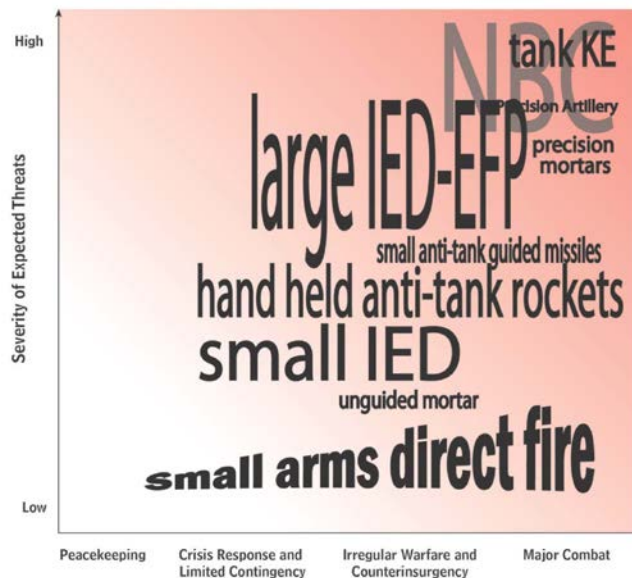 High
NBC
tank KE
Precision Artillery
large IED-EFP
precision
mortars
small anti-tank guided missiles
hand held anti-tank rockets
small IED
unguided mortar
small arms direct fire
Low
Severity of Expected Threats
Peacekeeping
Crisis Response and
Limited Contingency
Irregular Warfare and
Counterinsurgency
Major Combat